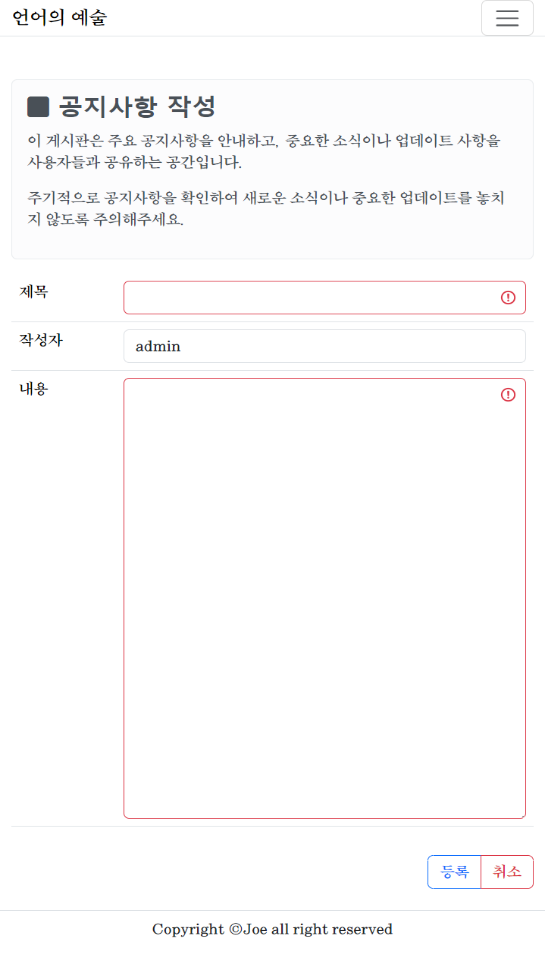 언어의 예술
공지사항 작성
이 게시판은 주요 공지사항을 안내하고, 중요한 소식이나 업데이트 사항을
사용자들과 공유하는 공간입니다.
주기적으로 공지사항을 확인하여 새로운 소식이나 중요한 업데이트를 놓치
지 않도록 주의해주세요.
제목
작성자 admin
내용
등록 취소
Copyright ©Joe all right reserved